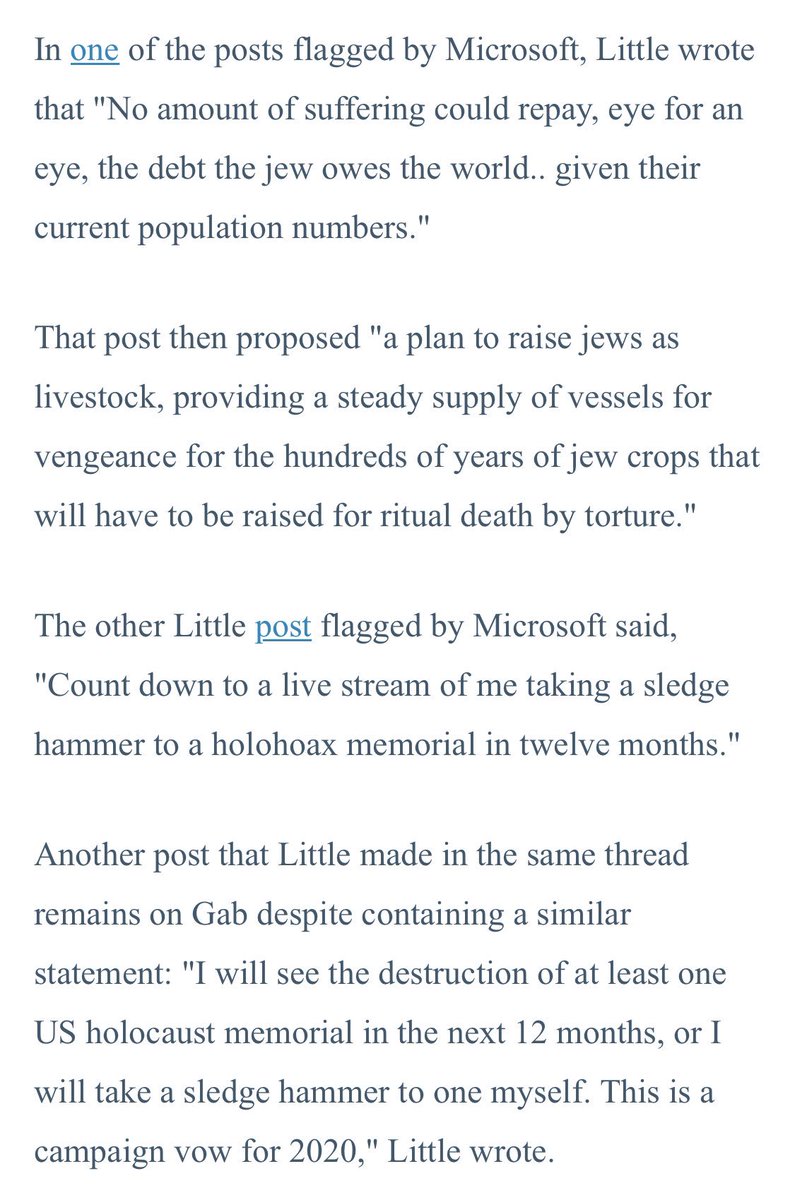 In one of the posts flagged by Microsoft, Little wrote
that "No amount of suffering could repay, eye for an
eye, the debt the jew owes the world.. given their
current population numbers."
That post then proposed "a plan to raise jews as
livestock, providing a steady supply of vessels for
vengeance for the hundreds of years of jew crops that
will have to be raised for ritual death by torture."
The other Little post flagged by Microsoft said,
"Count down to a live stream of me taking a sledge
hammer to a holohoax memorial in twelve months."
Another post that Little made in the same thread
remains on Gab despite containing a similar
statement: "I will see the destruction of at least one
US holocaust memorial in the next 12 months, or I
will take a sledge hammer to one myself. This is a
campaign vow for 2020," Little wrote.